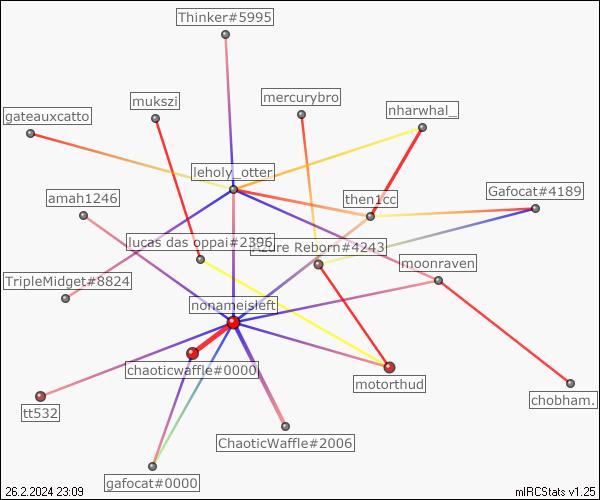 Thinker#5995
mercurybro
mukszi
nharwhal_
gateauxcatto
leholy_otter
Gafocat#4189
amah1246
then1cc
lucas das oppai#2396
Azure Reborn#4243
moonraven
TripleMidget#8824
nonameisleft
chaoticwaffle#0000
motorthud
chobham.
tt532
ChaoticWaffle#2006
gafocat#0000
26.2.2024 23:09
mIRCStats v1.25